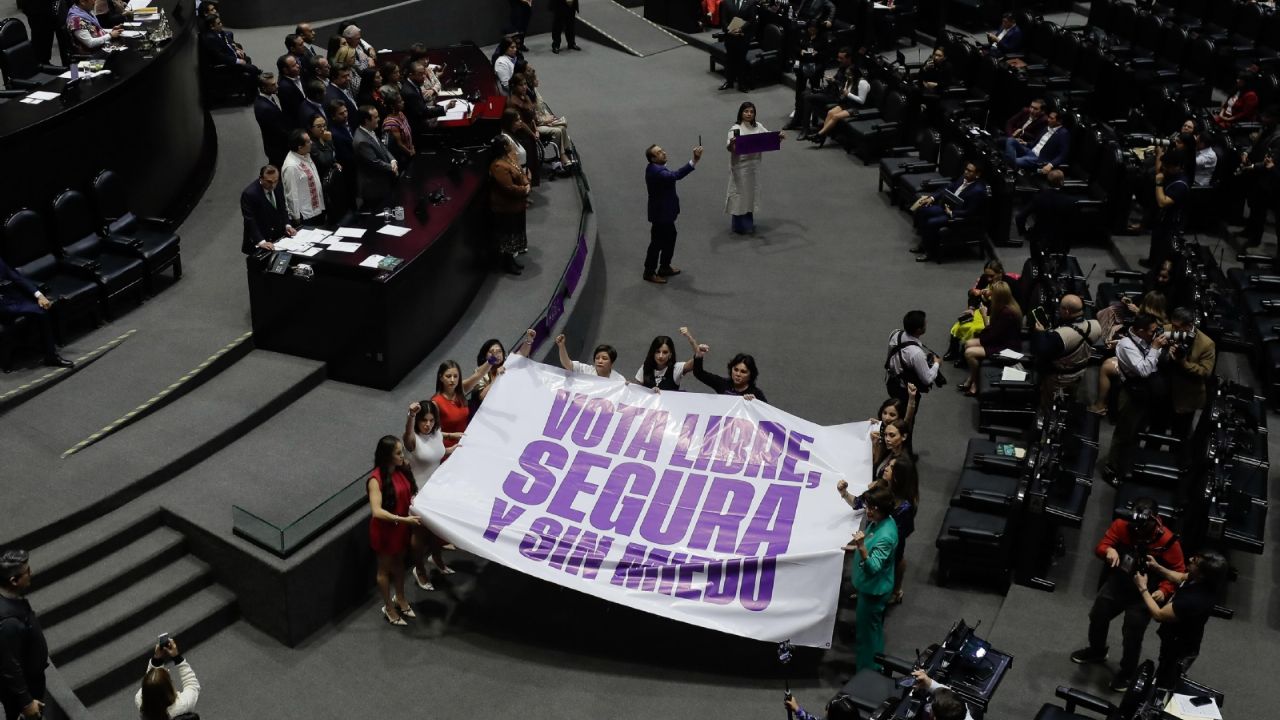 VOTA LIBRE,
SEGURA
Y SIN MIEDO